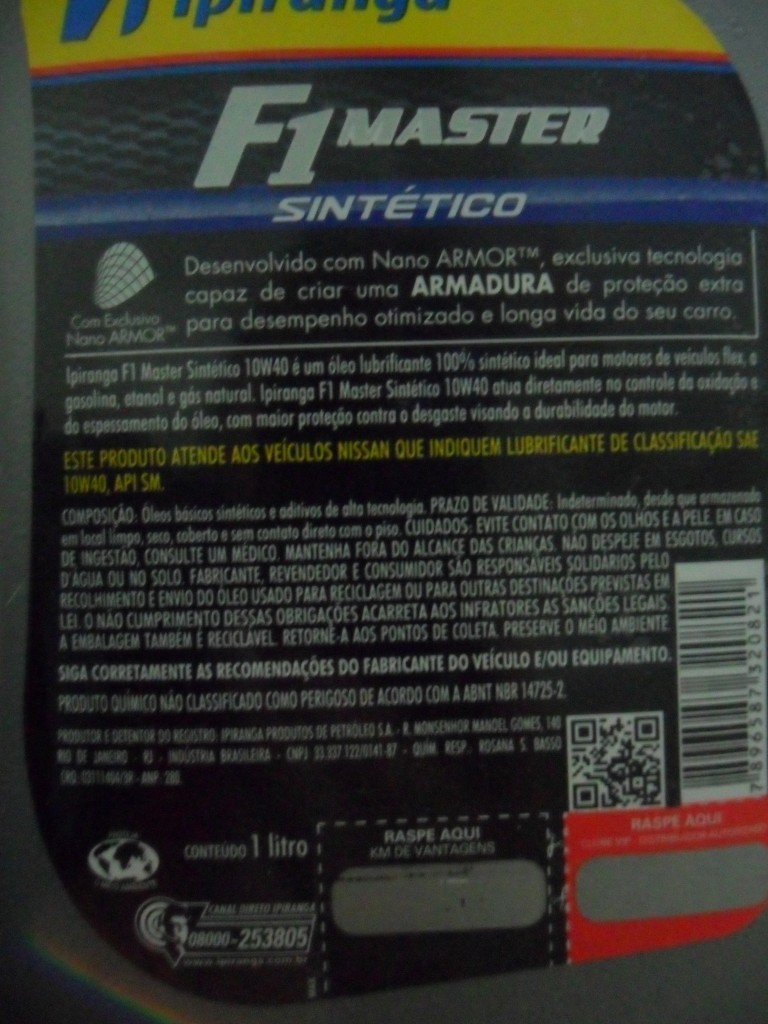 Ipiranga
F1 MASTER
SINTÉTICO
Desenvolvido com Nano ARMOR™, exclusiva tecnologia
capaz de criar uma ARMADURA de proteção extra
para desempenho otimizado e longa vida do seu carro.
Com Exclusivo
Nano ARMOR™
Ipiranga F1 Master Sintético 10W40 é um óleo lubrificante 100% sintético ideal para motores de veículos flex, a
gasolina, etanol e gás natural. Ipiranga F1 Master Sintético 10W40 atua diretamente no controle da oxidação e
do espessamento do óleo, com maior proteção contra o desgaste visando a durabilidade do motor.
ESTE PRODUTO ATENDE AOS VEÍCULOS NISSAN QUE INDIQUEM LUBRIFICANTE DE CLASSIFICAÇÃO SAE
10W40, API SM.
COMPOSIÇÃO: Óleos básicos sintéticos e aditivos de alta tecnologia. PRAZO DE VALIDADE: Indeterminado, desde que armazenado
em local limpo, seco, coberto e sem contato direto com o piso. CUIDADOS: EVITE CONTATO COM OS OLHOS E A PELE. EM CASO
DE INGESTÃO, CONSULTE UM MÉDICO. MANTENHA FORA DO ALCANCE DAS CRIANÇAS. NÃO DESPEJE EM ESGOTOS, CURSOS
D'ÁGUA OU NO SOLO. FABRICANTE, REVENDEDOR E CONSUMIDOR SÃO RESPONSÁVEIS SOLIDÁRIOS PELO
RECOLHIMENTO E ENVIO DO ÓLEO USADO PARA RECICLAGEM OU PARA OUTRAS DESTINAÇÕES PREVISTAS EM
LEI. O NÃO CUMPRIMENTO DESSAS OBRIGAÇÕES ACARRETA AOS INFRATORES AS SANÇÕES LEGAIS.
A EMBALAGEM TAMBÉM É RECICLÁVEL. RETORNE-A AOS PONTOS DE COLETA. PRESERVE O MEIO AMBIENTE
SIGA CORRETAMENTE AS RECOMENDAÇÕES DO FABRICANTE DO VEÍCULO E/OU EQUIPAMENTO.
PRODUTO QUÍMICO NÃO CLASSIFICADO COMO PERIGOSO DE ACORDO COM A ABNT NBR 14725-2.
PRODUTOR E DETENTOR DO REGISTRO: IPIRANGA PRODUTOS DE PETRÓLEO S.A. - R. MONSENHOR MANOEL GOMES, 140
RIO DE JANEIRO - RJ - INDÚSTRIA BRASILEIRA - CNPJ 33.337.122/0141-87 - QUÍM. RESP.: ROSANA S. BASSO
7896587320821
CONTEÚDO 1 litro
RASPE AQUI
KM DE VANTAGENS
RASPE AQUI
CANAL DIRETO IPIRANGA
08000-253805
www.ipiranga.com.br